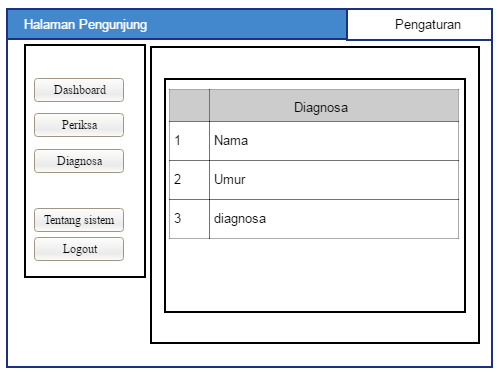 Halaman Pengunjung
Pengaturan
Dashboard
Periksa
Diagnosa
Tentang sistem
Logout
Diagnosa
1 Nama
2 Umur
3 diagnosa